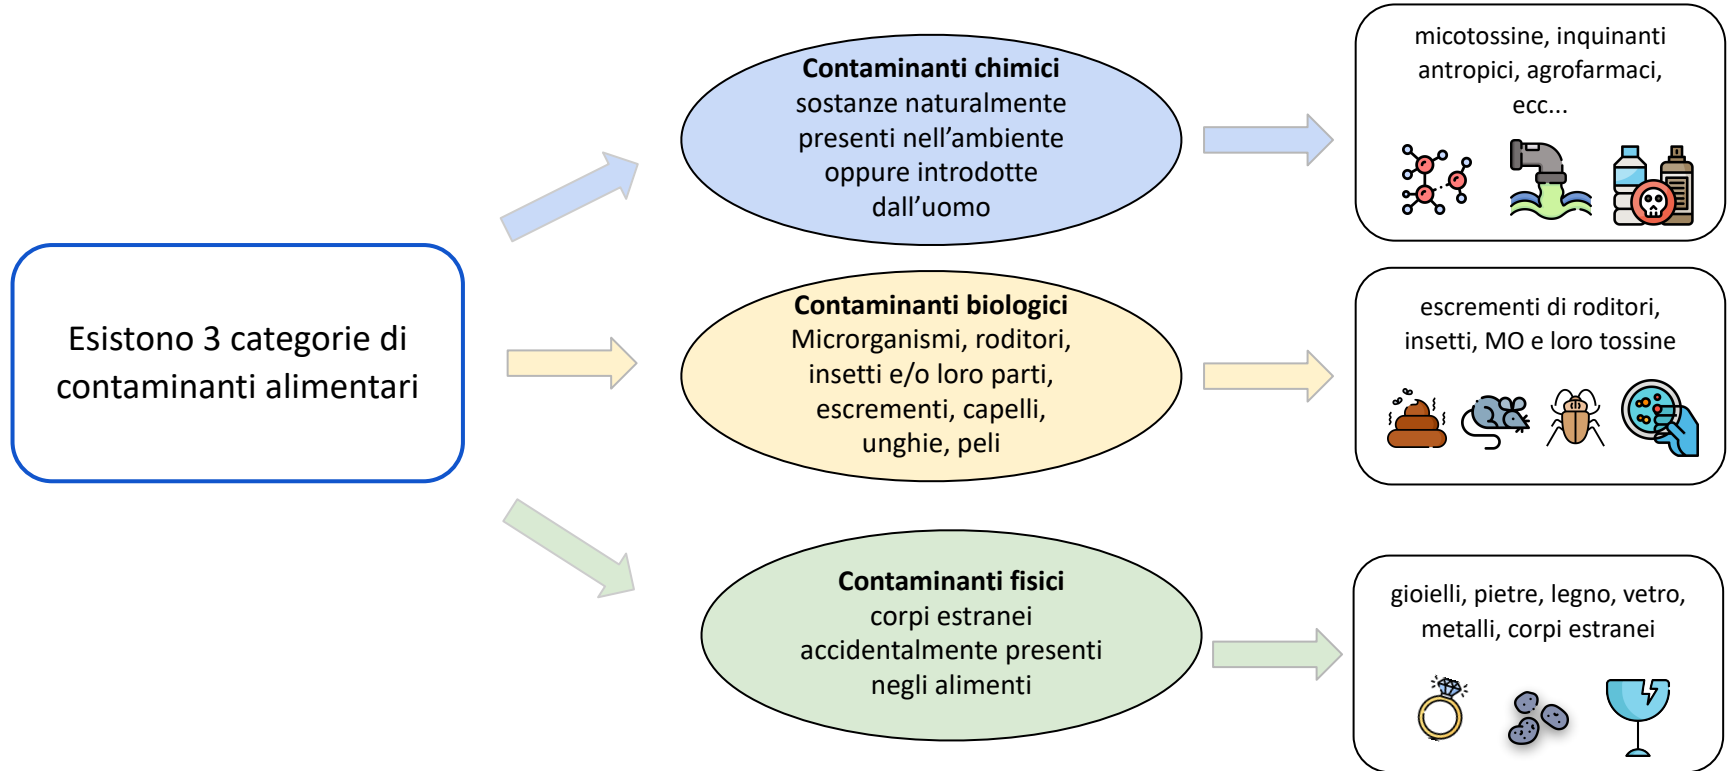 Esistono 3 categorie di
contaminanti alimentari
Contaminanti chimici
sostanze naturalmente
presenti nell'ambiente
oppure introdotte
dall'uomo
micotossine, inquinanti
antropici, agrofarmaci,
ecc...
Contaminanti biologici
Microrganismi, roditori,
insetti e/o loro parti,
escrementi, capelli,
unghie, peli
escrementi di roditori,
insetti, MO e loro tossine
Contaminanti fisici
corpi estranei
accidentalmente presenti
negli alimenti
gioielli, pietre, legno, vetro,
metalli, corpi estranei